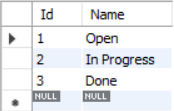 Id Name
1 Open
2 In Progress
3 Done
NULL NULL